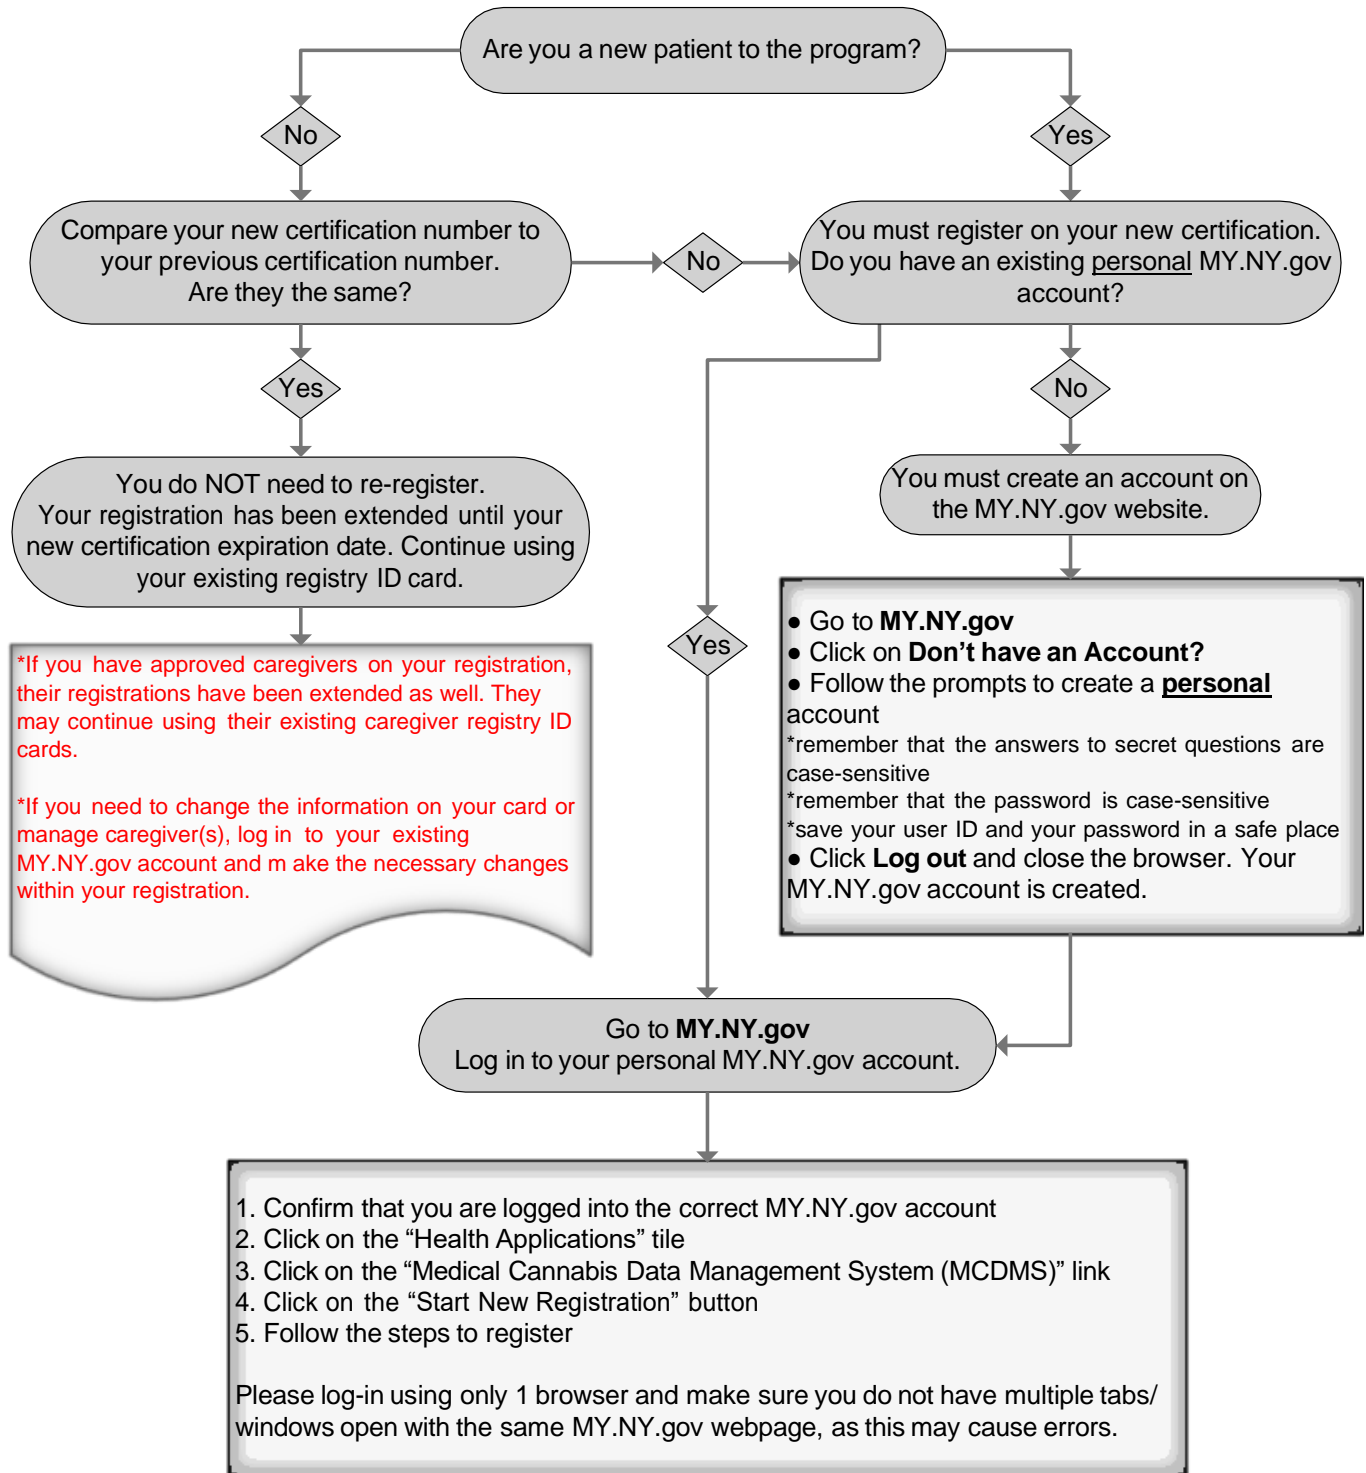 Are you a new patient to the program?
No
Yes
Compare your new certification number to
your previous certification number.
Are they the same?
No
You must register on your new certification.
Do you have an existing personal MY.NY.gov
account?
Yes
No
You do NOT need to re-register.
Your registration has been extended until your
new certification expiration date. Continue using
your existing registry ID card.
You must create an account on
the MY.NY.gov website.
*If you have approved caregivers on your registration,
their registrations have been extended as well. They
may continue using their existing caregiver registry ID
cards.
*If you need to change the information on your card or
manage caregiver(s), log in to your existing
MY.NY.gov account and m ake the necessary changes
within your registration.
Yes
● Go to MY.NY.gov
● Click on Don’t have an Account?
● Follow the prompts to create a personal
account
*remember that the answers to secret questions are
case-sensitive
*remember that the password is case-sensitive
*save your user ID and your password in a safe place
● Click Log out and close the browser. Your
MY.NY.gov account is created.
Go to MY.NY.gov
Log in to your personal MY.NY.gov account.
1. Confirm that you are logged into the correct MY.NY.gov account
2. Click on the “Health Applications” tile
3. Click on the “Medical Cannabis Data Management System (MCDMS)” link
4. Click on the “Start New Registration” button
5. Follow the steps to register
Please log-in using only 1 browser and make sure you do not have multiple tabs/
windows open with the same MY.NY.gov webpage, as this may cause errors.